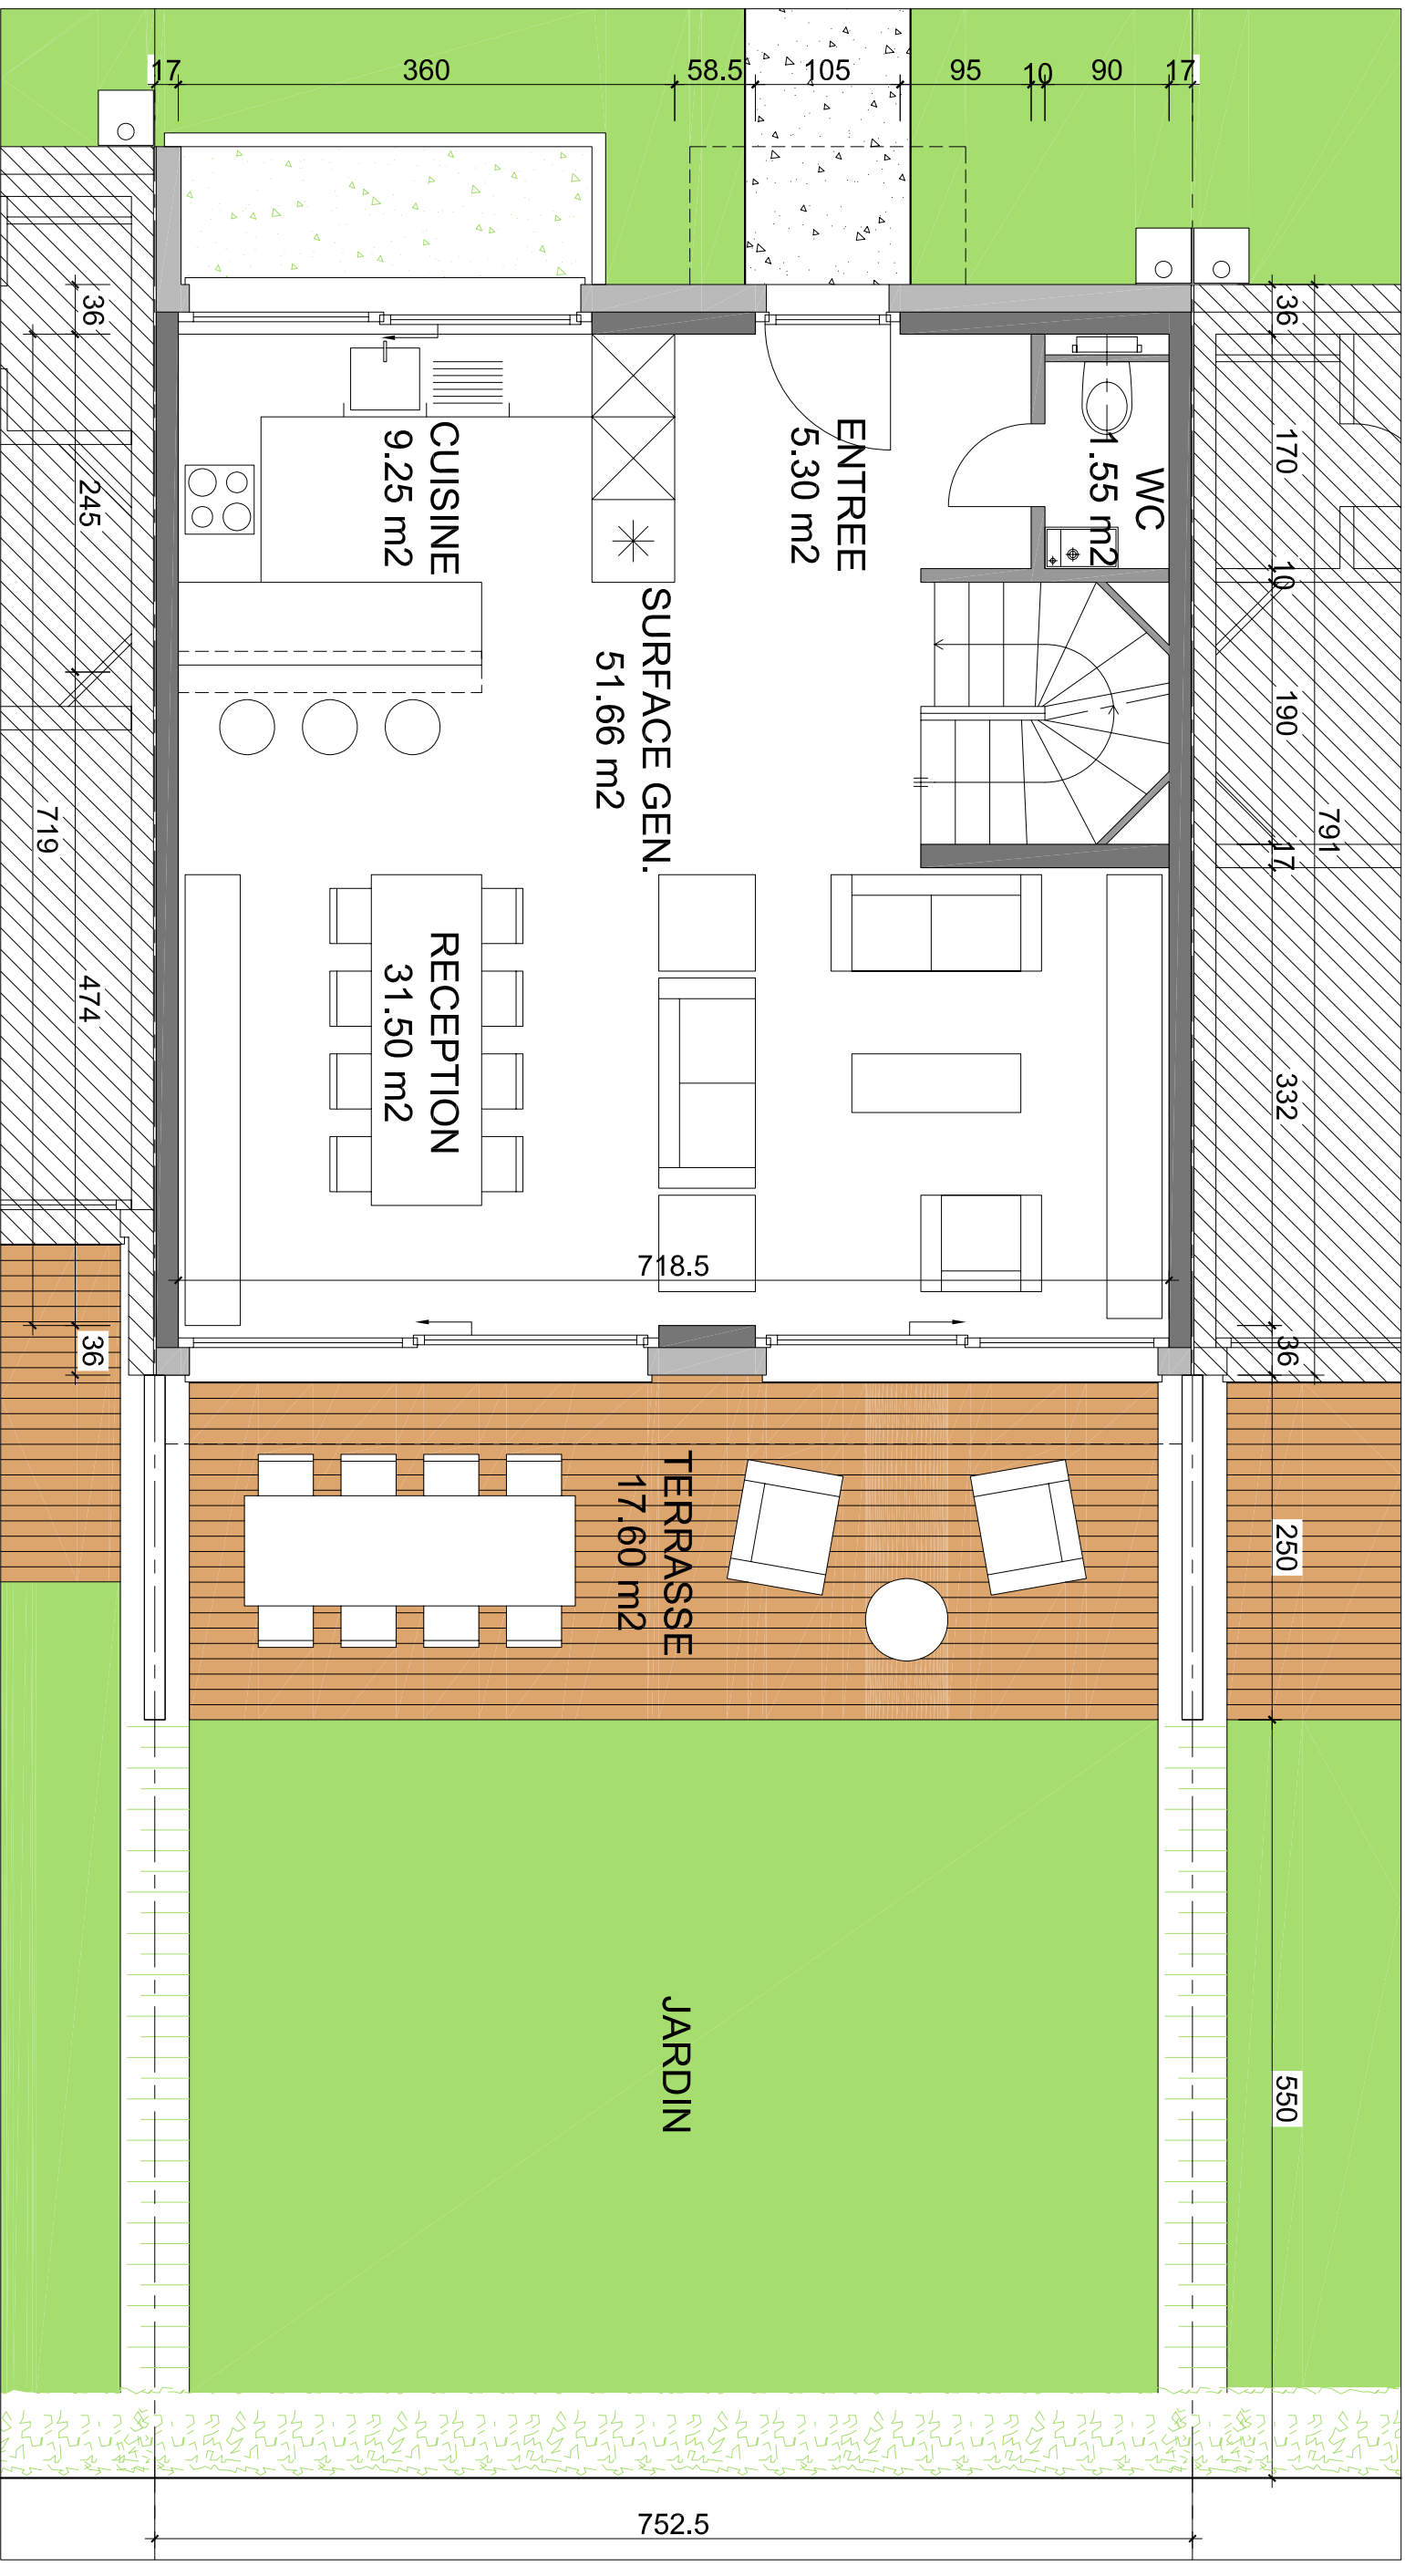 17
360
58.5
105
95
10
90
17
36
245
719
474
36
36
170
10
190
791
17
332
36
250
550
CUISINE
9.25 m2
ENTREE
5.30 m2
WC
1.55 m2
SURFACE GEN.
51.66 m2
RECEPTION
31.50 m2
718.5
TERRASSE
17.60 m2
JARDIN
752.5